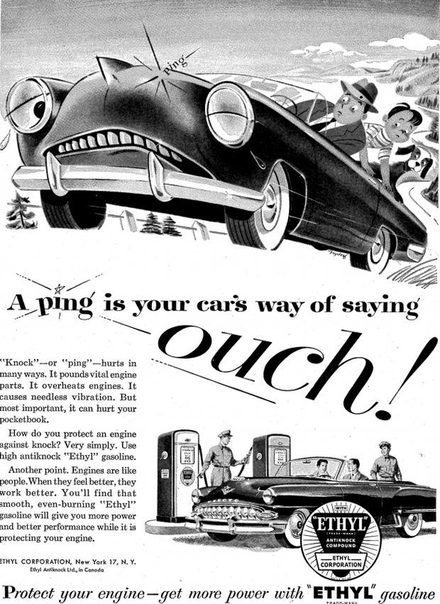 Ping
A ping is your car's way of saying
ouch!
"Knock"—or "ping"—hurts in
many ways. It pounds vital engine
parts. It overheats engines. It
causes needless vibration. But
most important, it can hurt your
pocketbook.
How do you protect an engine
against knock? Very simply. Use
high antiknock "Ethyl" gasoline.
Another point. Engines are like
people. When they feel better, they
work better. You'll find that
smooth, even-burning "Ethyl"
gasoline will give you more power
and better performance while it is
protecting your engine.
ETHYL CORPORATION, New York 17, N. Y.
Ethyl Antiknock Ltd., in Canada
"ETHYL"
TRADE-MARK
ANTIKNOCK
COMPOUND
ETHYL
CORPORATION
Protect your engine—get more power with "ETHYL" gasoline
TRADE-MARK